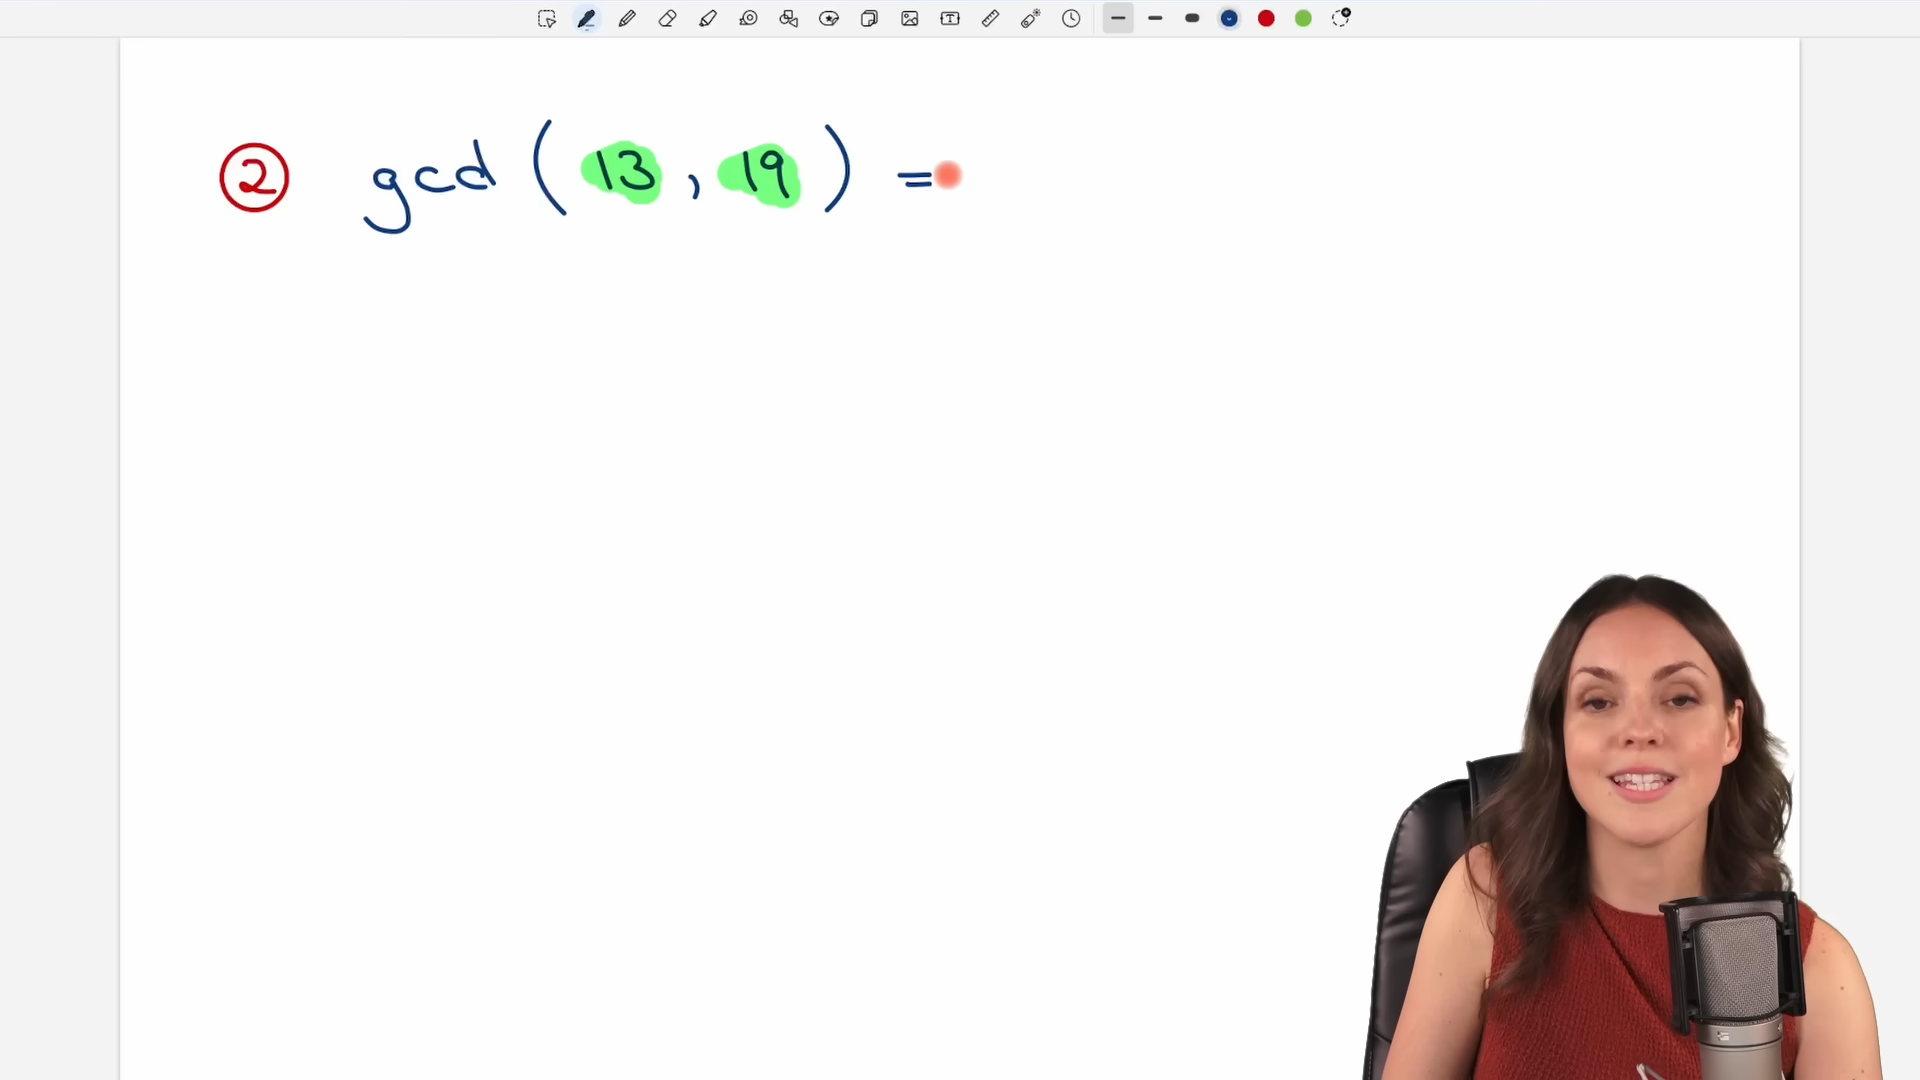 ② gcd ( 13 , 19 ) =